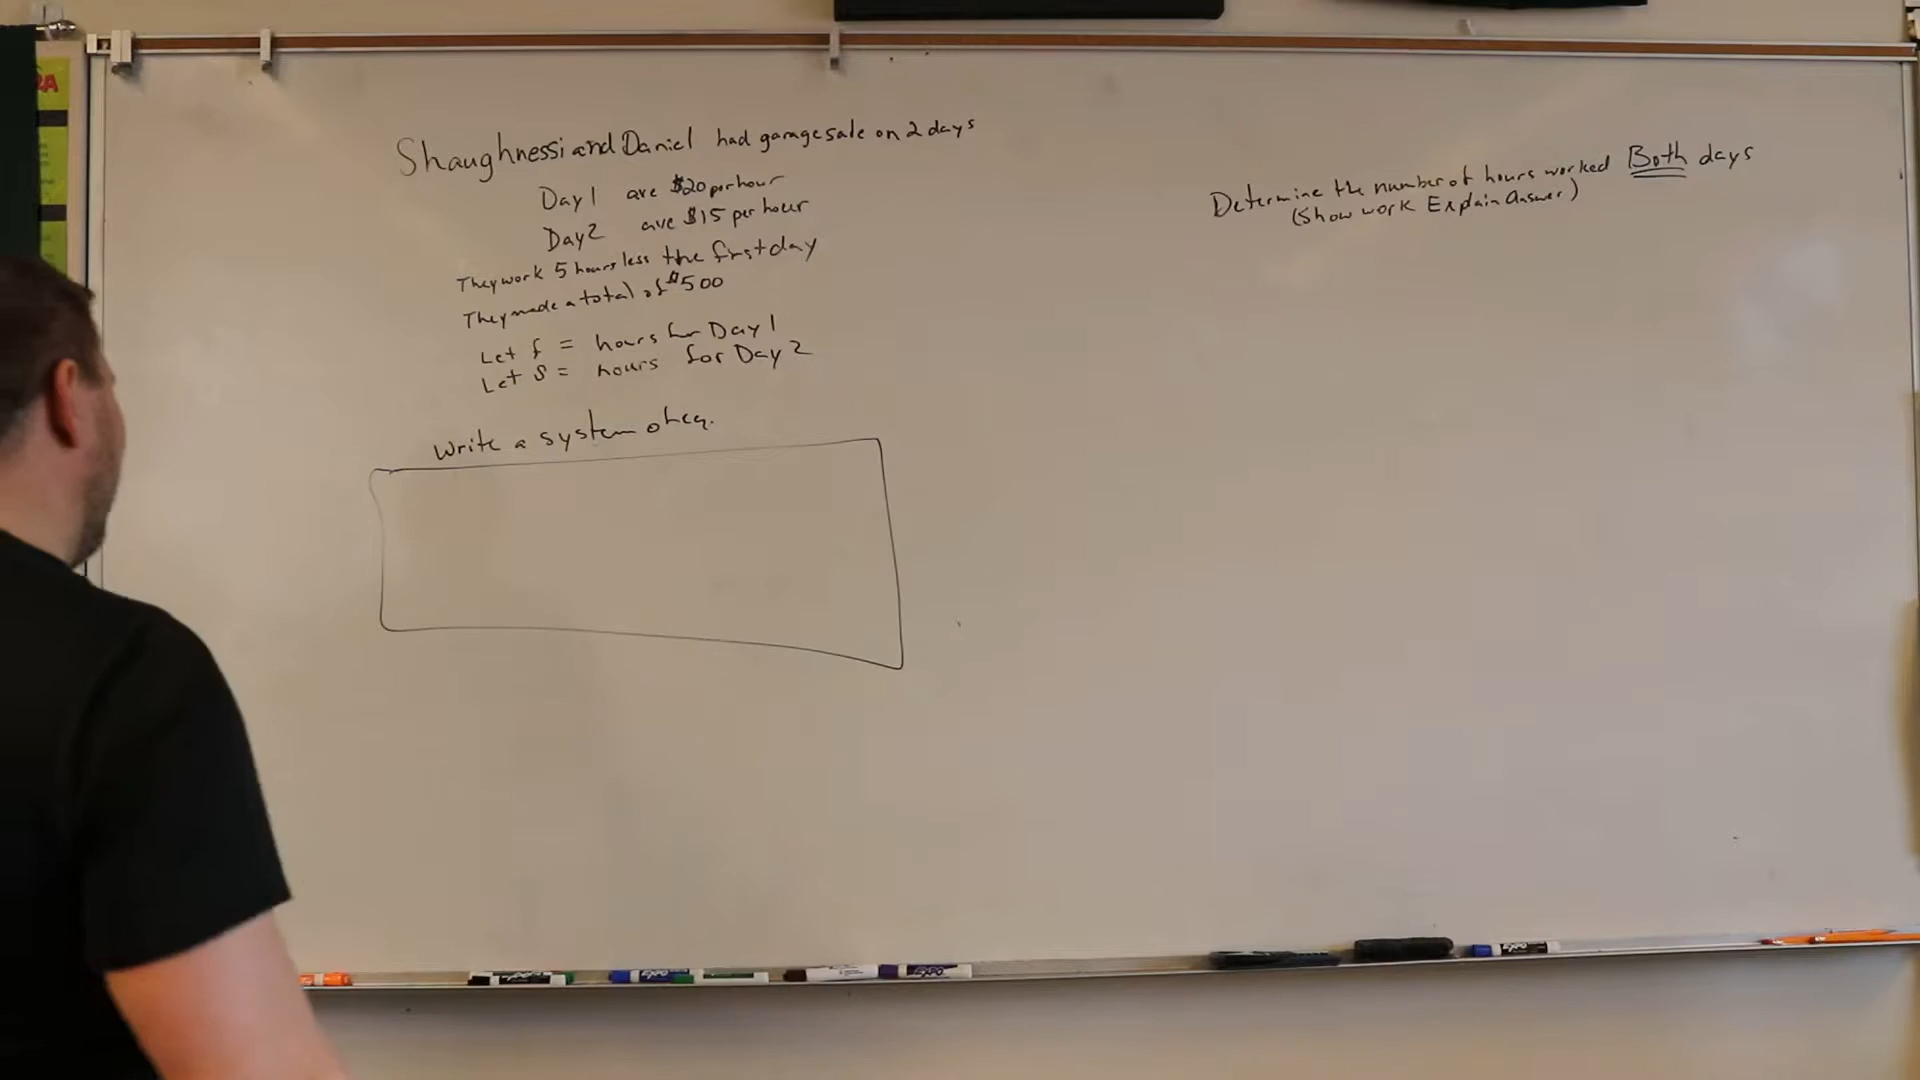 Shaughnessi and Daniel had garage sale on 2 days
Day 1 ave $20 per hour
Day 2 ave $15 per hour
They work 5 hours less the first day
They made a total of $500
Let f = hours for Day 1
Let S = hours for Day 2
Write a system of eq.
Determine the number of hours worked Both days
(Show work Explain Answer)
EXPO
EXPO
EXPO